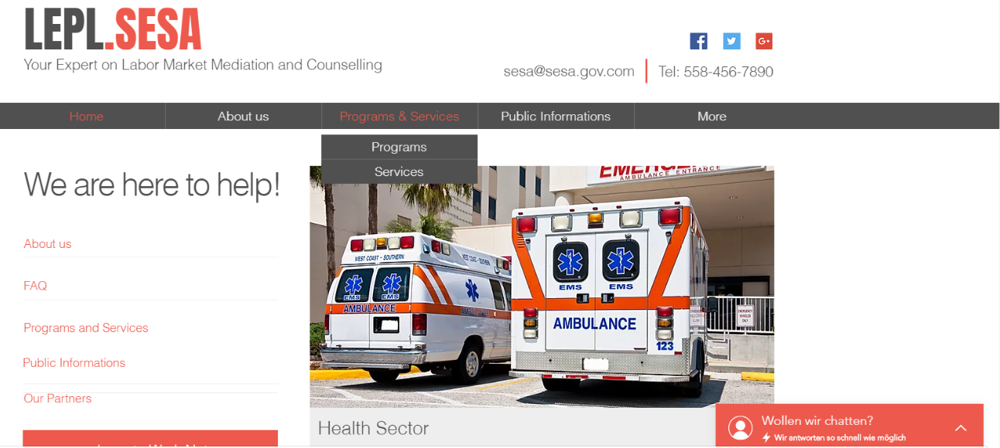 LEPL.SESA
Your Expert on Labor Market Mediation and Counselling
G+
sesa@sesa.gov.com
Tel: 558-456-7890
Home
About us
Programs & Services
Public Informations
More
Programs
Services
We are here to help!
About us
FAQ
Programs and Services
Public Informations
Our Partners
AMBULANCE ENTRANCE
WEST COAST - SOUTHERN
EMS
EMS
AMBULANCE
EMS
EMS
AMBULANCE
123
EMERGENCY
VEHICLES
ONLY
Health Sector
Wollen wir chatten?
Wir antworten so schnell wie möglich